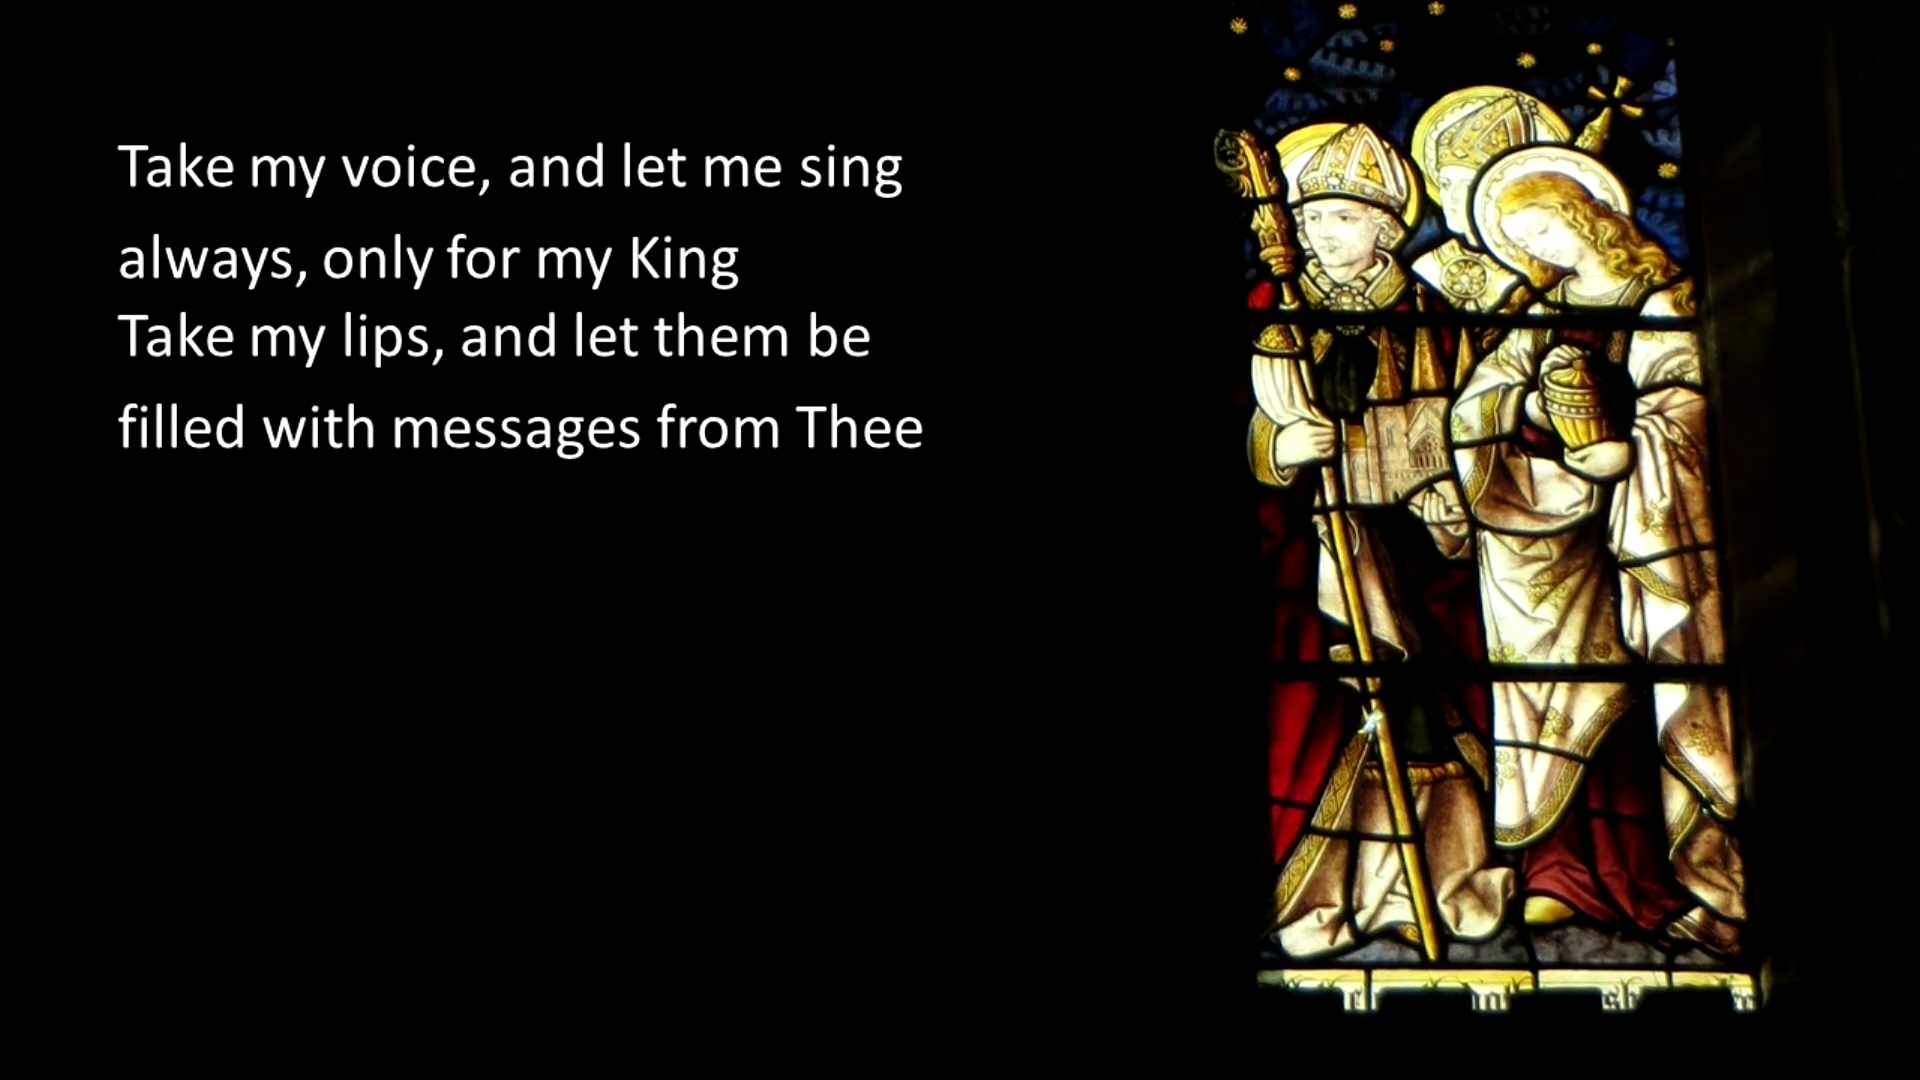 Take my voice, and let me sing
always, only for my King
Take my lips, and let them be
filled with messages from Thee